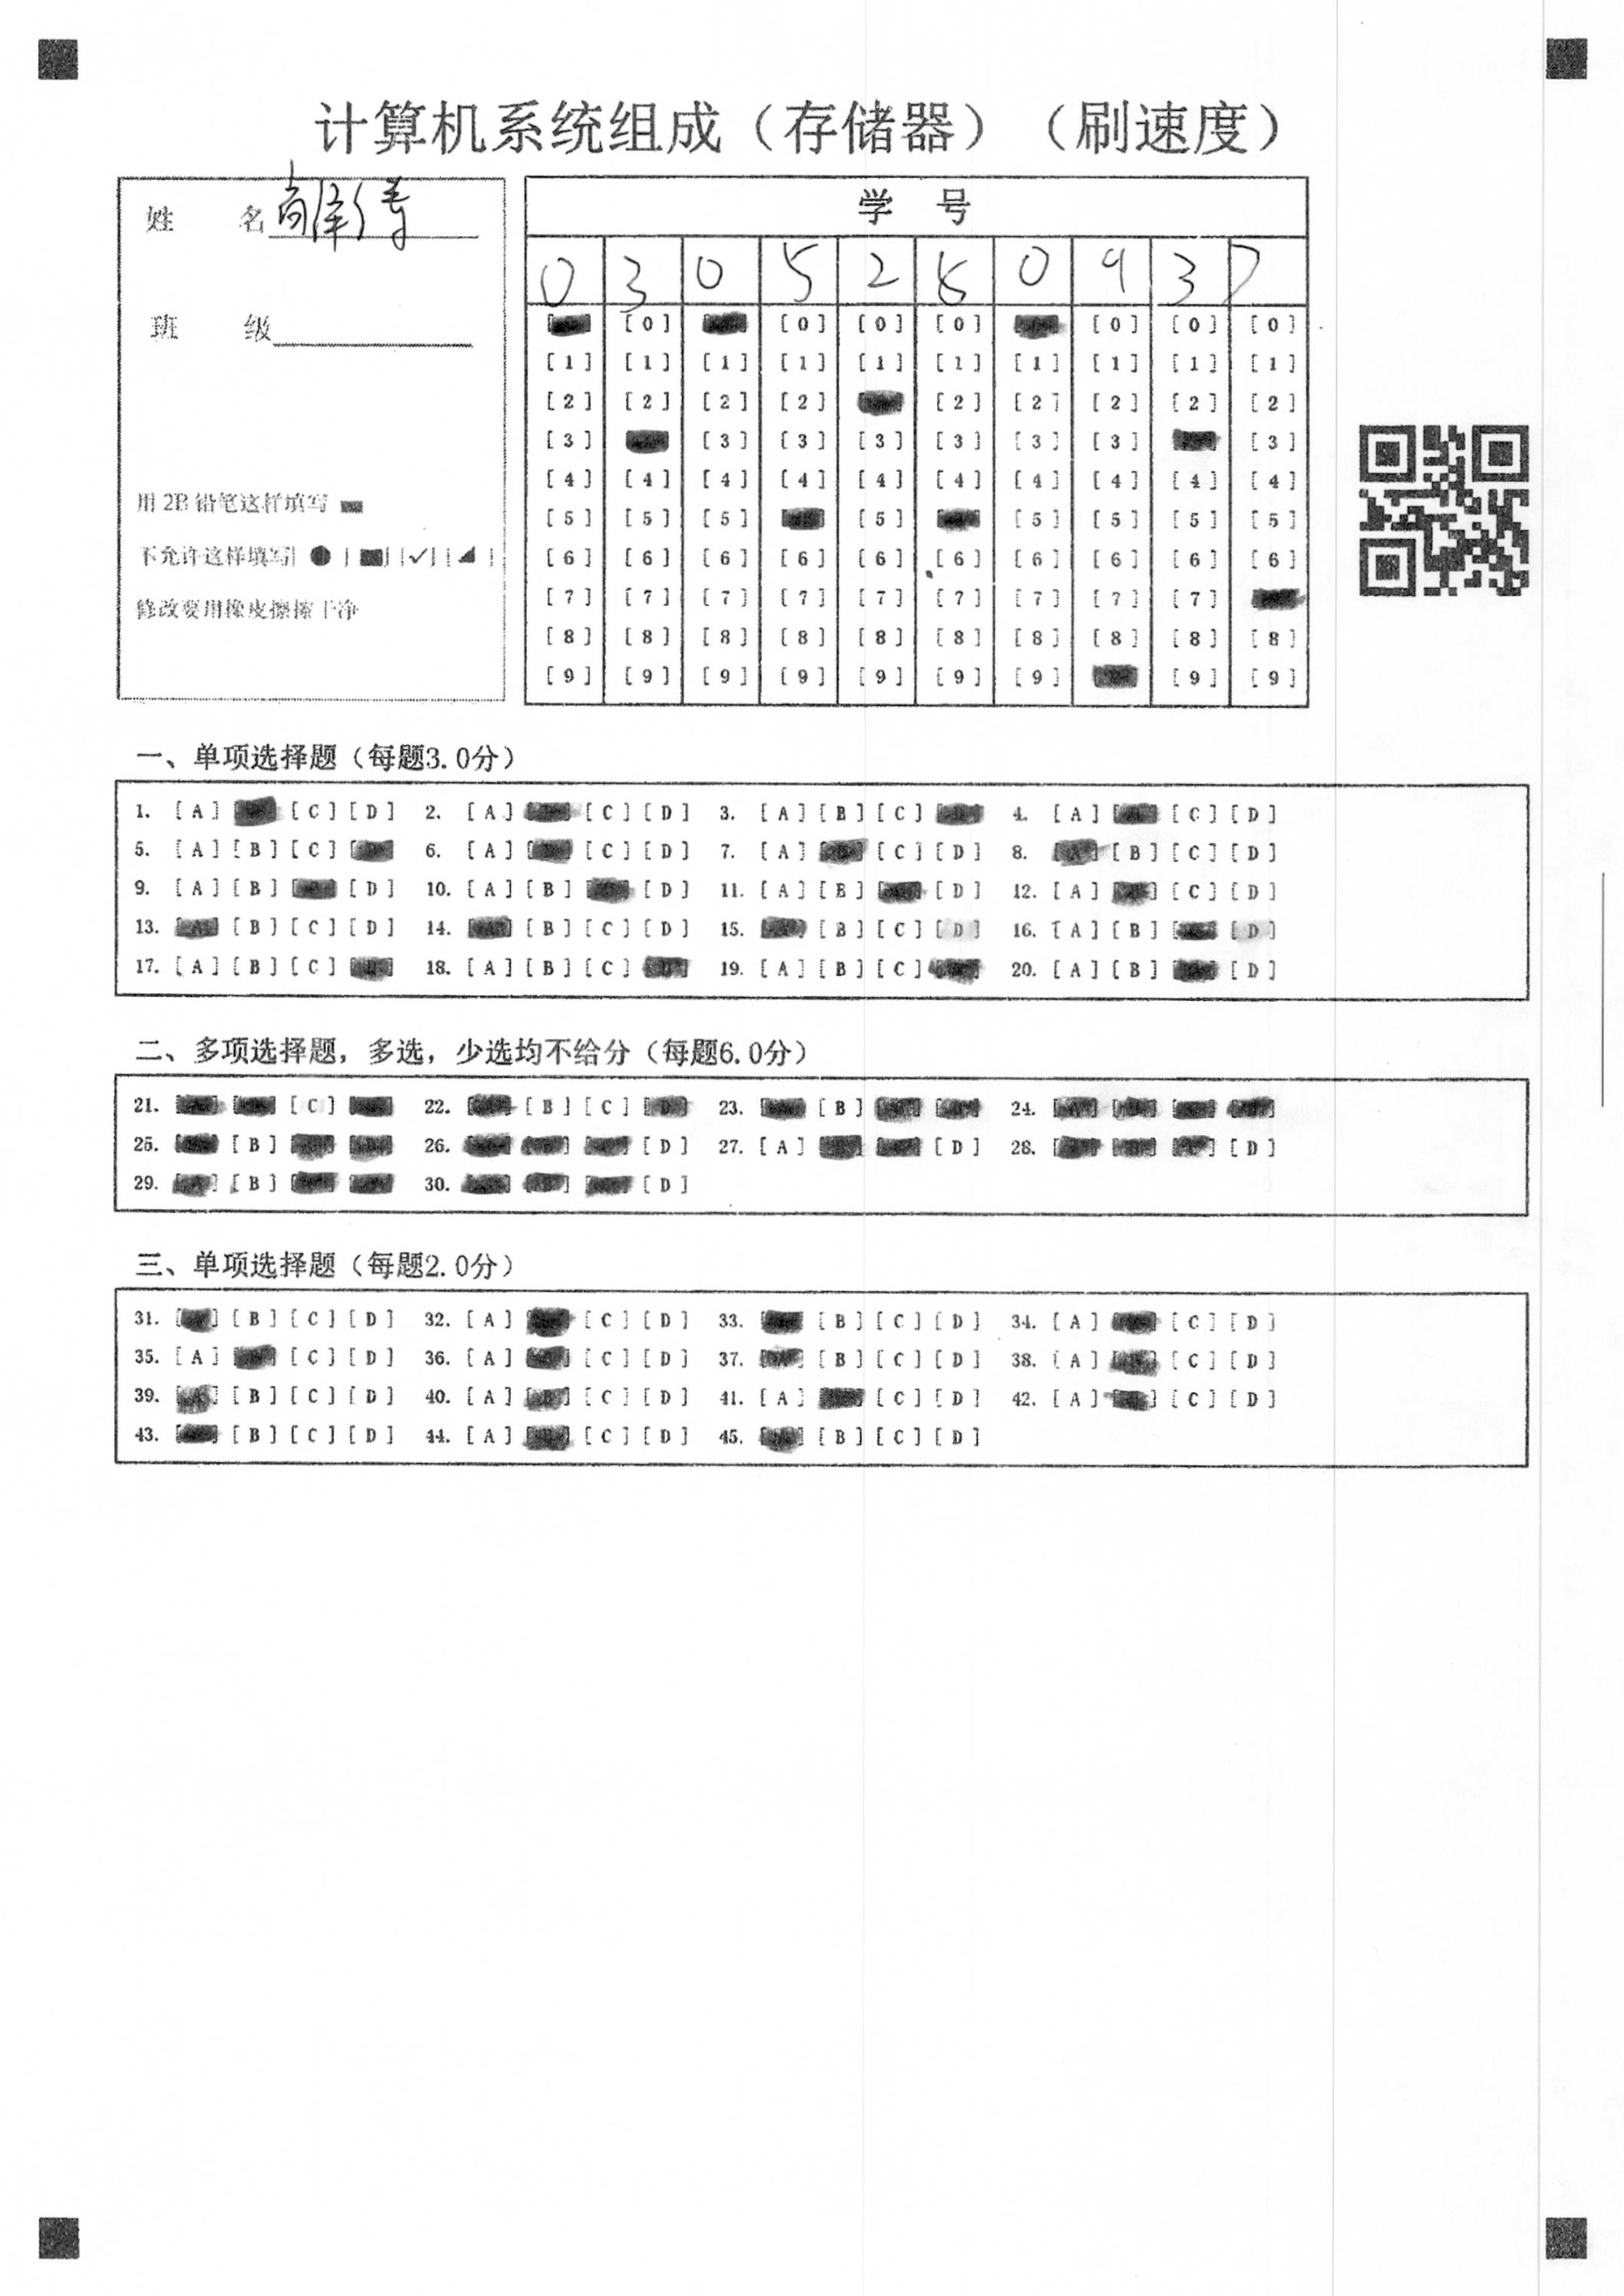 计算机系统组成（存储器）（刷速度）
姓 名
班 级
用 2B 铅笔这样填写
不允许这样填写
修改要用橡皮擦擦干净
学 号
0 3 0 5 2 5 0 9 3 7
[0] [0] [0] [0] [0] [0] [0]
[1] [1] [1] [1] [1] [1] [1] [1] [1] [1]
[2] [2] [2] [2] [2] [2] [2] [2] [2]
[3] [3] [3] [3] [3] [3] [3] [3]
[4] [4] [4] [4] [4] [4] [4] [4] [4] [4]
[5] [5] [5] [5] [5] [5] [5] [5]
[6] [6] [6] [6] [6] [6] [6] [6] [6] [6]
[7] [7] [7] [7] [7] [7] [7] [7] [7]
[8] [8] [8] [8] [8] [8] [8] [8] [8] [8]
[9] [9] [9] [9] [9] [9] [9] [9] [9]
一、单项选择题（每题3.0分）
1. [A] [C] [D] 2. [A] [C] [D] 3. [A] [B] [C] 4. [A] [C] [D]
5. [A] [B] [C] 6. [A] [C] [D] 7. [A] [C] [D] 8. [A] [B] [C] [D]
9. [A] [B] [D] 10. [A] [B] [D] 11. [A] [B] [D] 12. [A] [C] [D]
13. [A] [B] [C] [D] 14. [B] [C] [D] 15. [B] [C] [D] 16. [A] [B] [D]
17. [A] [B] [C] 18. [A] [B] [C] 19. [A] [B] [C] 20. [A] [B] [D]
二、多项选择题，多选，少选均不给分（每题6.0分）
21. [C] 22. [B] [C] 23. [B] 24.
25. [B] 26. [D] 27. [A] [D] 28. [D]
29. [B] 30. [D]
三、单项选择题（每题2.0分）
31. [B] [C] [D] 32. [A] [C] [D] 33. [B] [C] [D] 34. [A] [C] [D]
35. [A] [C] [D] 36. [A] [C] [D] 37. [B] [C] [D] 38. [A] [C] [D]
39. [A] [B] [C] [D] 40. [A] [B] [C] [D] 41. [A] [C] [D] 42. [A] [C] [D]
43. [B] [C] [D] 44. [A] [C] [D] 45. [B] [C] [D]